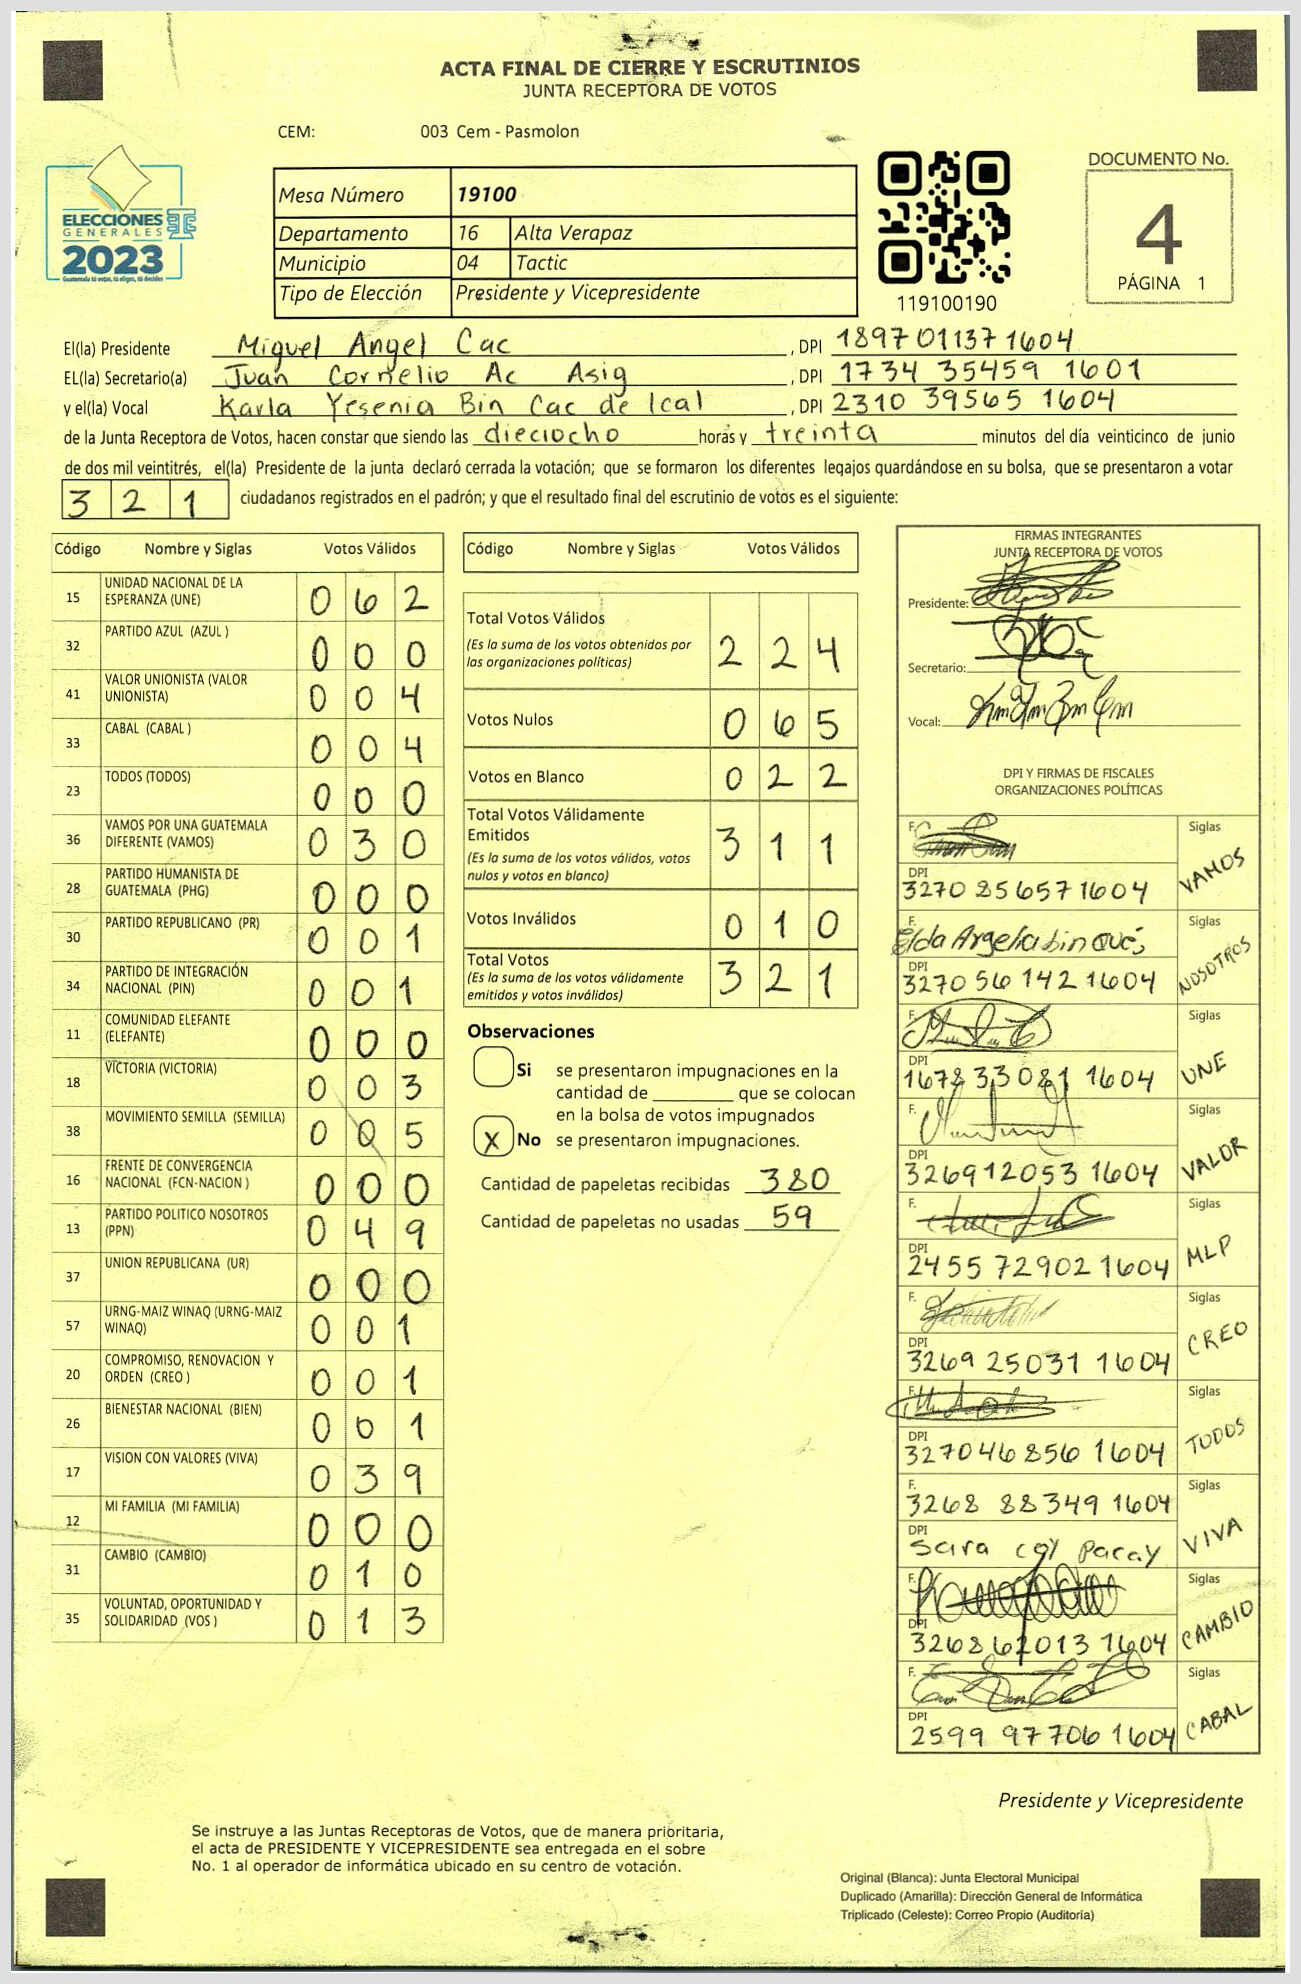 ACTA FINAL DE CIERRE Y ESCRUTINIOS
JUNTA RECEPTORA DE VOTOS
CEM: 003 Cem - Pasmolon
ELECCIONES
GENERALES
2023
Guatemala tú votas, tú eliges, tú decides
Mesa Número 19100
Departamento 16 Alta Verapaz
Municipio 04 Tactic
Tipo de Elección Presidente y Vicepresidente
119100190
DOCUMENTO No.
4
PÁGINA 1
El(la) Presidente Miguel Angel Cac , DPI 1897 01137 1604
EL(la) Secretario(a) Juan Cornelio Ac Asig , DPI 1734 35459 1601
y el(la) Vocal Karla Yesenia Bin Cac de Ical , DPI 2310 39565 1604
de la Junta Receptora de Votos, hacen constar que siendo las dieciocho horas y treinta minutos del día veinticinco de junio
de dos mil veintitrés, el(la) Presidente de la junta declaró cerrada la votación; que se formaron los diferentes legajos quardándose en su bolsa, que se presentaron a votar
3 2 1 ciudadanos registrados en el padrón; y que el resultado final del escrutinio de votos es el siguiente:
Código Nombre y Siglas Votos Válidos
15 UNIDAD NACIONAL DE LA ESPERANZA (UNE) 0 6 2
32 PARTIDO AZUL (AZUL ) 0 0 0
41 VALOR UNIONISTA (VALOR UNIONISTA) 0 0 4
33 CABAL (CABAL ) 0 0 4
23 TODOS (TODOS) 0 0 0
36 VAMOS POR UNA GUATEMALA DIFERENTE (VAMOS) 0 3 0
28 PARTIDO HUMANISTA DE GUATEMALA (PHG) 0 0 0
30 PARTIDO REPUBLICANO (PR) 0 0 1
34 PARTIDO DE INTEGRACIÓN NACIONAL (PIN) 0 0 1
11 COMUNIDAD ELEFANTE (ELEFANTE) 0 0 0
18 VICTORIA (VICTORIA) 0 0 3
38 MOVIMIENTO SEMILLA (SEMILLA) 0 0 5
16 FRENTE DE CONVERGENCIA NACIONAL (FCN-NACION ) 0 0 0
13 PARTIDO POLITICO NOSOTROS (PPN) 0 4 9
37 UNION REPUBLICANA (UR) 0 0 0
57 URNG-MAIZ WINAQ (URNG-MAIZ WINAQ) 0 0 1
20 COMPROMISO, RENOVACION Y ORDEN (CREO ) 0 0 1
26 BIENESTAR NACIONAL (BIEN) 0 0 1
17 VISION CON VALORES (VIVA) 0 3 9
12 MI FAMILIA (MI FAMILIA) 0 0 0
31 CAMBIO (CAMBIO) 0 1 0
35 VOLUNTAD, OPORTUNIDAD Y SOLIDARIDAD (VOS ) 0 1 3
Código Nombre y Siglas Votos Válidos
Total Votos Válidos
(Es la suma de los votos obtenidos por
las organizaciones políticas) 2 2 4
Votos Nulos 0 6 5
Votos en Blanco 0 2 2
Total Votos Válidamente
Emitidos
(Es la suma de los votos válidos, votos
nulos y votos en blanco) 3 1 1
Votos Inválidos 0 1 0
Total Votos
(Es la suma de los votos válidamente
emitidos y votos inválidos) 3 2 1
Observaciones
Si se presentaron impugnaciones en la
cantidad de ________ que se colocan
en la bolsa de votos impugnados
X No se presentaron impugnaciones.
Cantidad de papeletas recibidas 380
Cantidad de papeletas no usadas 59
FIRMAS INTEGRANTES
JUNTA RECEPTORA DE VOTOS
Presidente:
Secretario:
Vocal:
DPI Y FIRMAS DE FISCALES
ORGANIZACIONES POLÍTICAS
F. Siglas
DPI
3270 85657 1604 VAMOS
F. Siglas
Elda Argelia bin
DPI
3270 56 142 1604 NOSOTROS
F. Siglas
DPI
1678 33081 1604 UNE
F. Siglas
DPI
3269 12053 1604 VALOR
F. Siglas
DPI
2455 72902 1604 MLP
F. Siglas
DPI
3269 25031 1604 CREO
F. Siglas
DPI
3270 46 856 1604 TODOS
F. Siglas
3268 88349 1604
DPI
Sara coy pacay VIVA
F. Siglas
DPI
3268 62013 1604 CAMBIO
F. Siglas
DPI
2599 97706 1604 CABAL
Presidente y Vicepresidente
Se instruye a las Juntas Receptoras de Votos, que de manera prioritaria,
el acta de PRESIDENTE Y VICEPRESIDENTE sea entregada en el sobre
No. 1 al operador de informática ubicado en su centro de votación.
Original (Blanca): Junta Electoral Municipal
Duplicado (Amarilla): Dirección General de Informática
Triplicado (Celeste): Correo Propio (Auditoría)